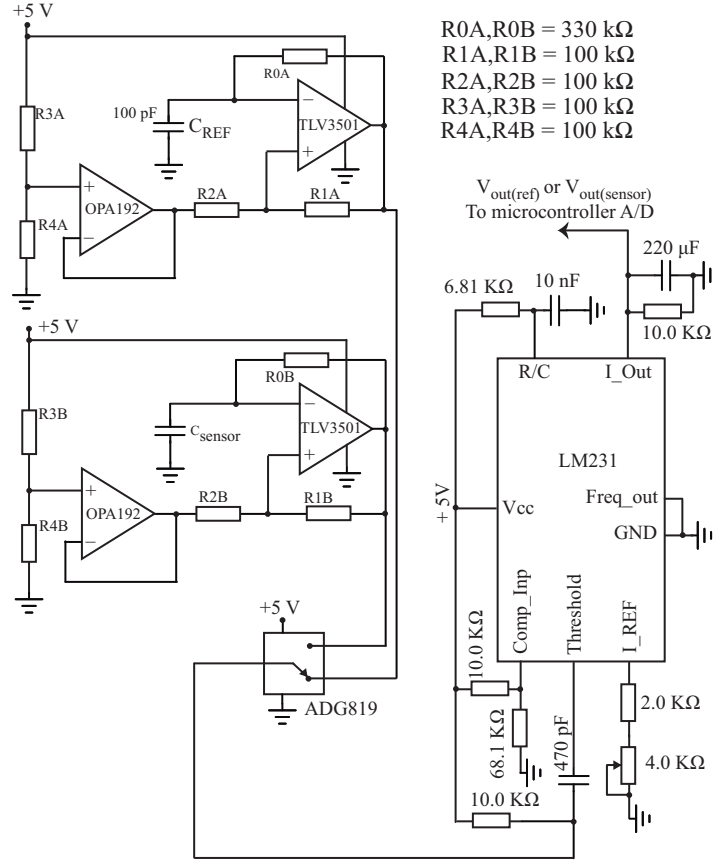 +5 V
R0A
R3A
100 pF
C_REF
−
+
TLV3501
+
OPA192
−
R2A
R1A
R4A
R0A,R0B = 330 kΩ
R1A,R1B = 100 kΩ
R2A,R2B = 100 kΩ
R3A,R3B = 100 kΩ
R4A,R4B = 100 kΩ
+5 V
R0B
R3B
C_sensor
−
+
TLV3501
+
OPA192
−
R2B
R1B
R4B
+5 V
ADG819
V_out(ref) or V_out(sensor)
To microcontroller A/D
220 µF
6.81 KΩ
10 nF
10.0 KΩ
R/C
I_Out
LM231
+ 5V
Vcc
Freq_out
GND
Comp_Inp
Threshold
I_REF
10.0 KΩ
68.1 KΩ
470 pF
2.0 KΩ
4.0 KΩ
10.0 KΩ